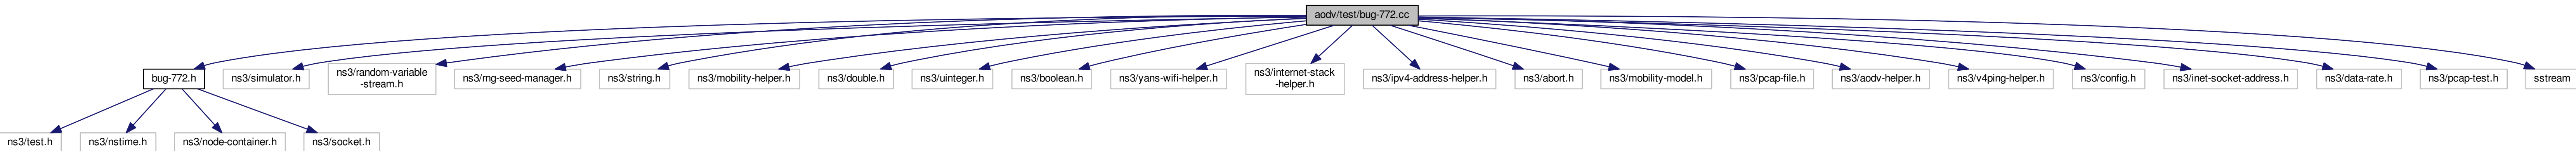 aodv/test/bug-772.cc
bug-772.h
ns3/simulator.h
ns3/random-variable
-stream.h
ns3/rng-seed-manager.h
ns3/string.h
ns3/mobility-helper.h
ns3/double.h
ns3/uinteger.h
ns3/boolean.h
ns3/yans-wifi-helper.h
ns3/internet-stack
-helper.h
ns3/ipv4-address-helper.h
ns3/abort.h
ns3/mobility-model.h
ns3/pcap-file.h
ns3/aodv-helper.h
ns3/v4ping-helper.h
ns3/config.h
ns3/inet-socket-address.h
ns3/data-rate.h
ns3/pcap-test.h
sstream
ns3/test.h
ns3/nstime.h
ns3/node-container.h
ns3/socket.h